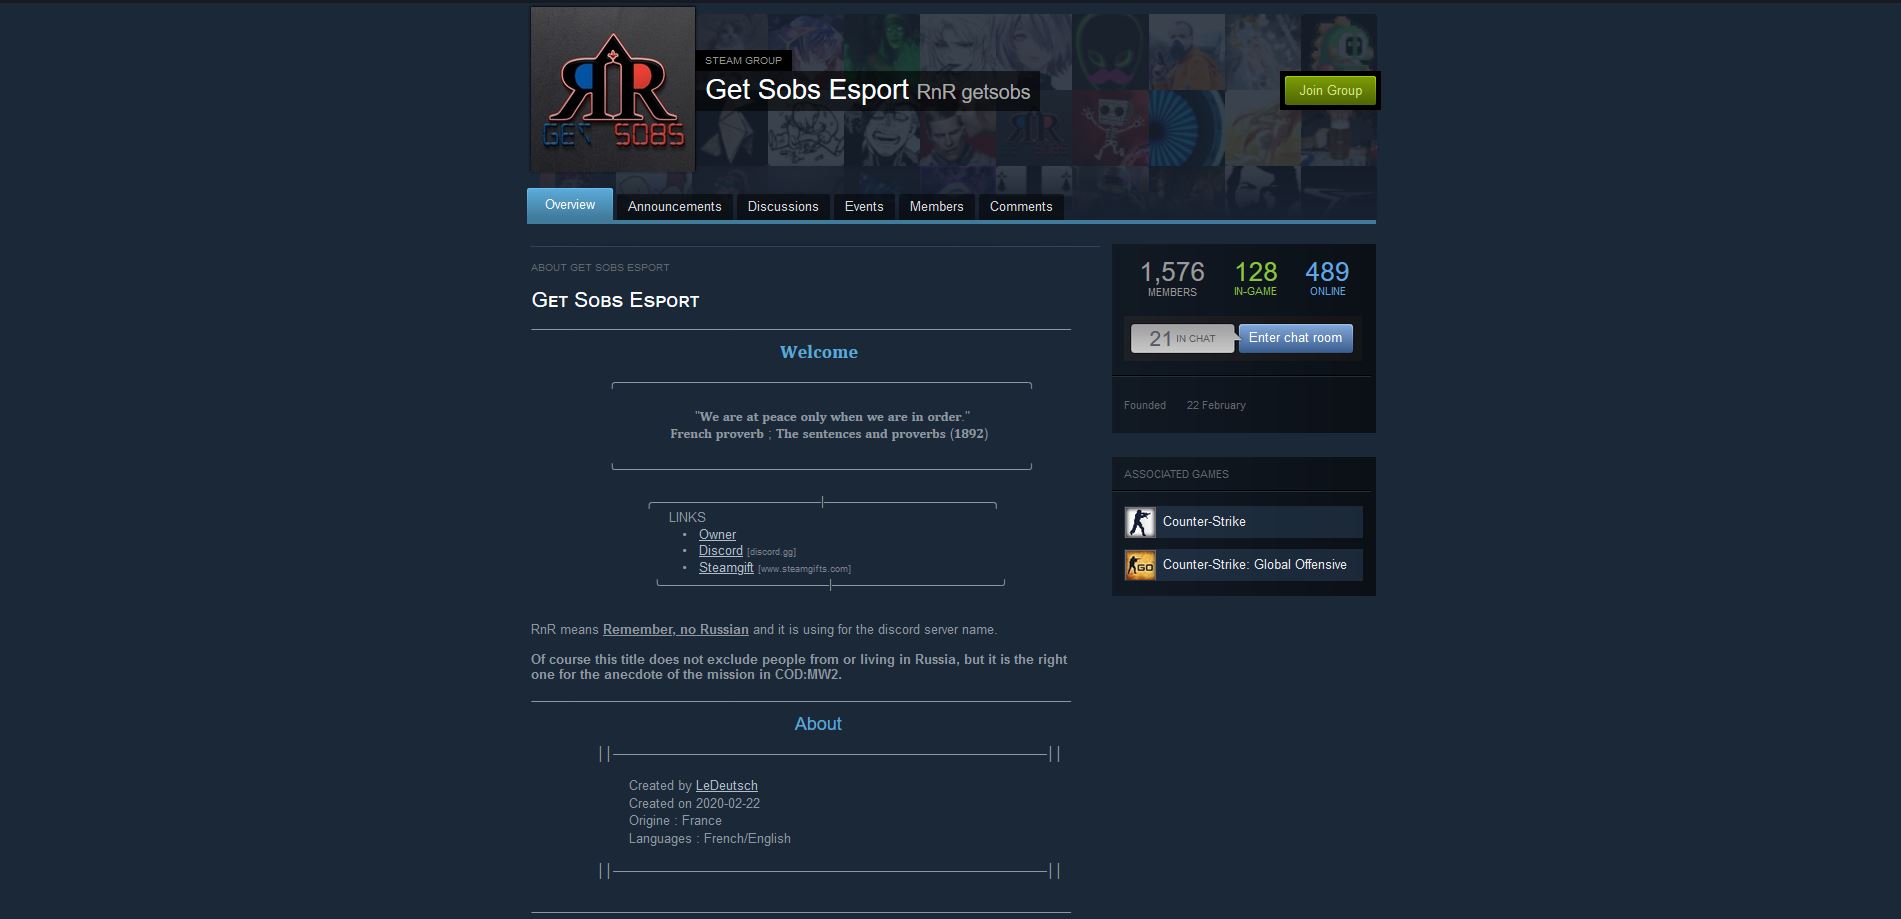 STEAM GROUP
Get Sobs Esport RnR getsobs
Join Group
GET SOBS
Overview
Announcements
Discussions
Events
Members
Comments
ABOUT GET SOBS ESPORT
Get Sobs Esport
Welcome
"We are at peace only when we are in order."
French proverb ; The sentences and proverbs (1892)
LINKS
• Owner
• Discord [discord.gg]
• Steamgift [www.steamgifts.com]
RnR means Remember, no Russian and it is using for the discord server name.
Of course this title does not exclude people from or living in Russia, but it is the right
one for the anecdote of the mission in COD:MW2.
About
Created by LeDeutsch
Created on 2020-02-22
Origine : France
Languages : French/English
1,576 128 489
MEMBERS IN-GAME ONLINE
21 IN CHAT Enter chat room
Founded 22 February
ASSOCIATED GAMES
Counter-Strike
GO Counter-Strike: Global Offensive